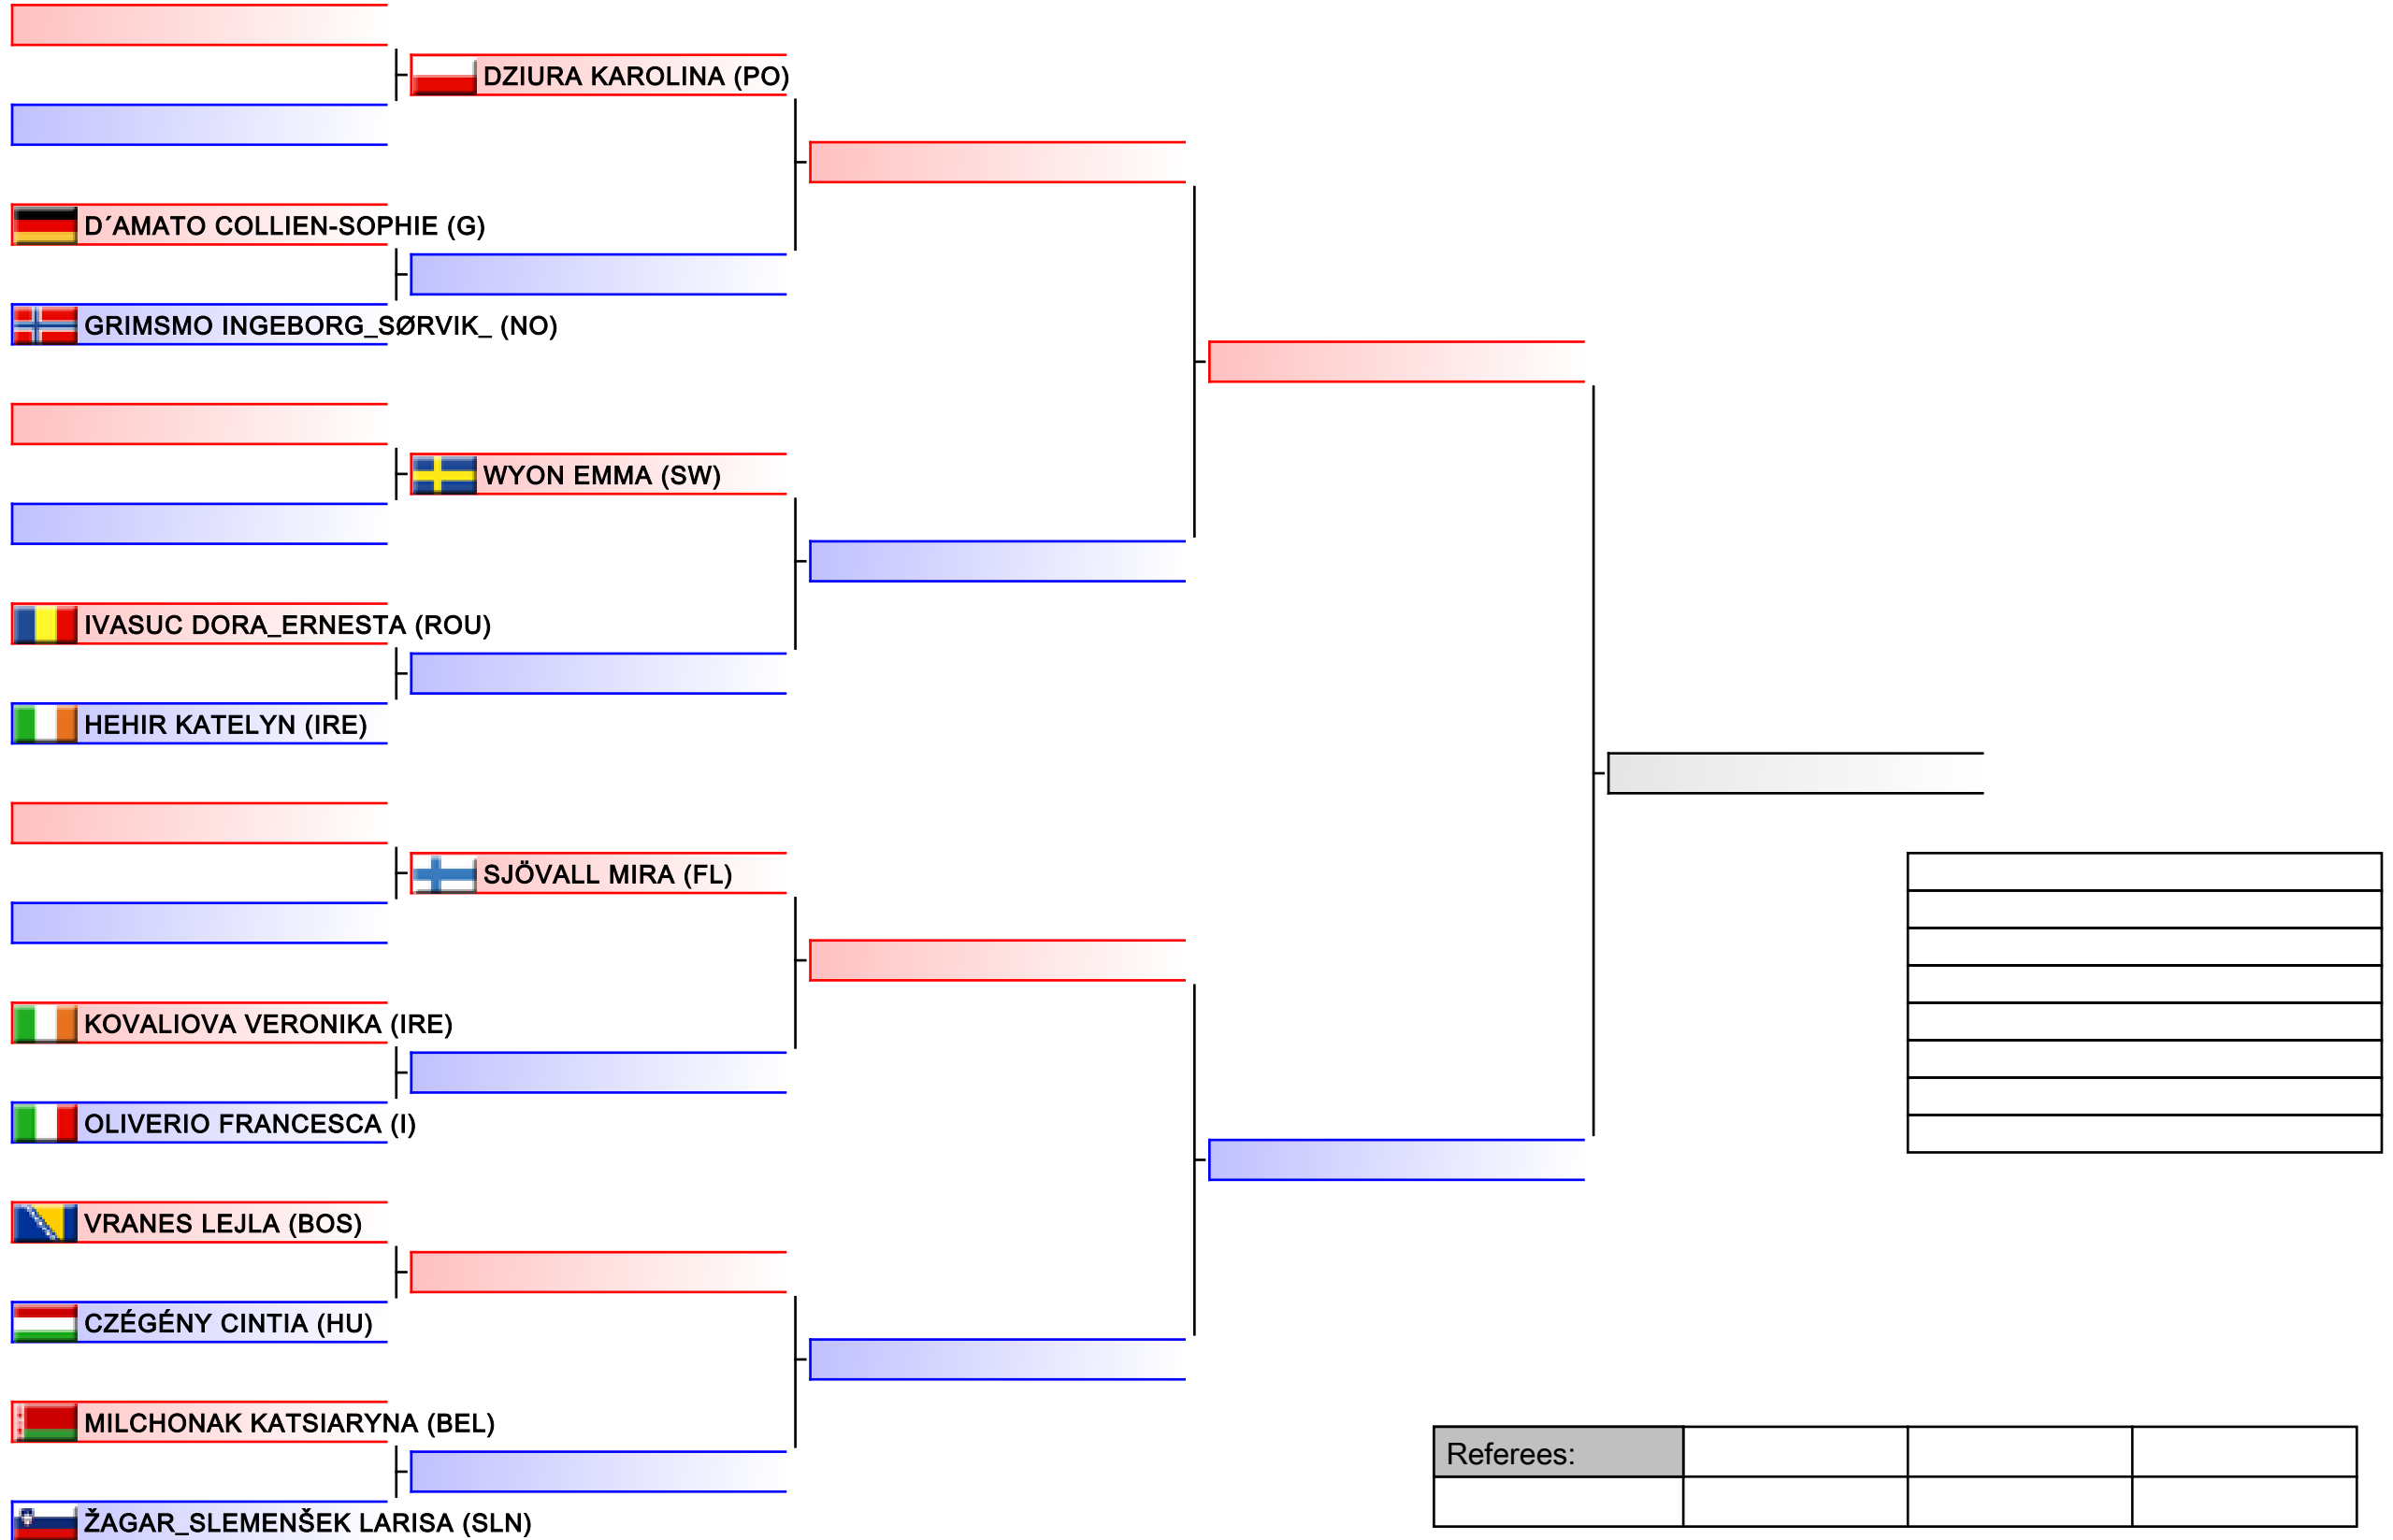 DZIURA KAROLINA (PO)
D´AMATO COLLIEN-SOPHIE (G)
GRIMSMO INGEBORG_SØRVIK_ (NO)
WYON EMMA (SW)
IVASUC DORA_ERNESTA (ROU)
HEHIR KATELYN (IRE)
SJÖVALL MIRA (FL)
KOVALIOVA VERONIKA (IRE)
OLIVERIO FRANCESCA (I)
VRANES LEJLA (BOS)
CZÉGÉNY CINTIA (HU)
MILCHONAK KATSIARYNA (BEL)
Referees:
ŽAGAR_SLEMENŠEK LARISA (SLN)